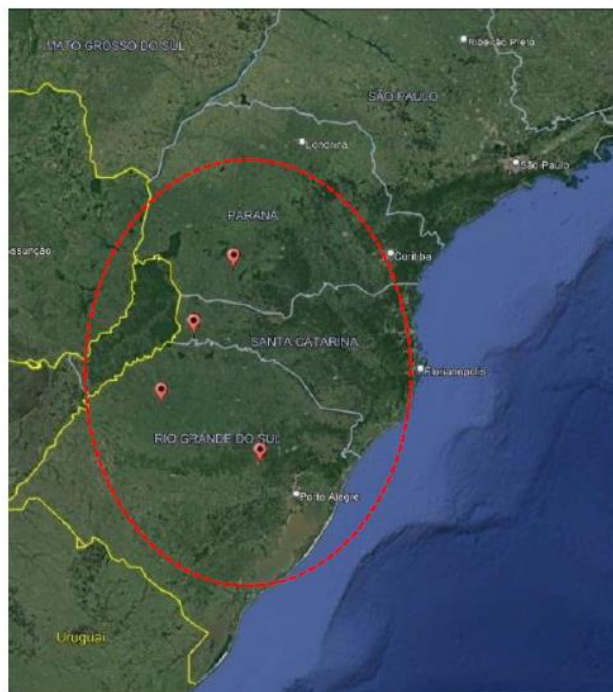 MATO GROSSO DO SUL
Ribeirão Preto
SÃO PAULO
Londrina
São Paulo
PARANÁ
Assunção
Curitiba
SANTA CATARINA
Florianópolis
RIO GRANDE DO SUL
Porto Alegre
Uruguai